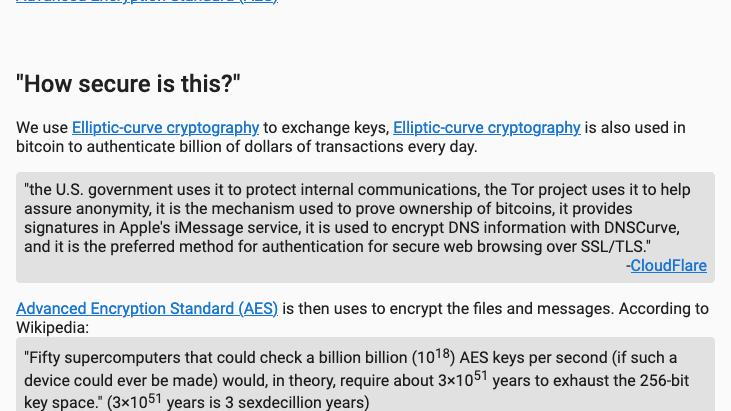 Advanced Encryption Standard (AES)
"How secure is this?"
We use Elliptic-curve cryptography to exchange keys, Elliptic-curve cryptography is also used in
bitcoin to authenticate billion of dollars of transactions every day.
"the U.S. government uses it to protect internal communications, the Tor project uses it to help
assure anonymity, it is the mechanism used to prove ownership of bitcoins, it provides
signatures in Apple's iMessage service, it is used to encrypt DNS information with DNSCurve,
and it is the preferred method for authentication for secure web browsing over SSL/TLS."
-CloudFlare
Advanced Encryption Standard (AES) is then uses to encrypt the files and messages. According to
Wikipedia:
"Fifty supercomputers that could check a billion billion (10¹⁸) AES keys per second (if such a
device could ever be made) would, in theory, require about 3×10⁵¹ years to exhaust the 256-bit
key space." (3×10⁵¹ years is 3 sexdecillion years)